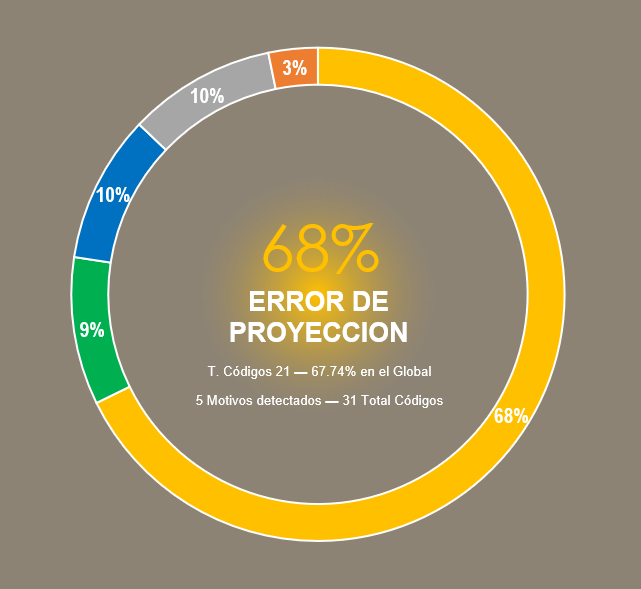 3%
10%
10%
68%
ERROR DE
PROYECCION
9%
T. Códigos 21 — 67.74% en el Global
5 Motivos detectados — 31 Total Códigos
68%